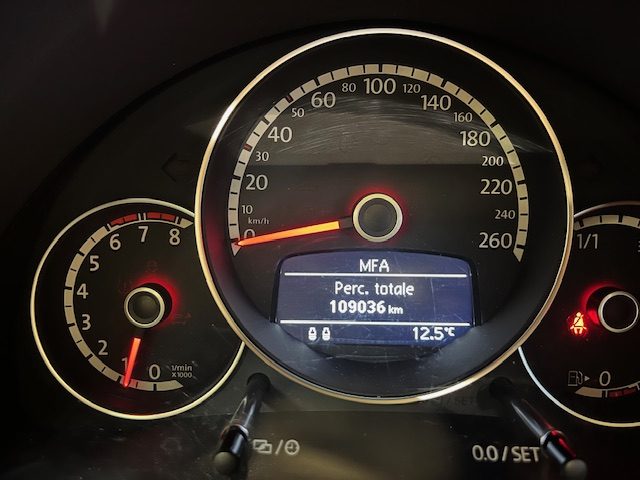 100
80 120
60 140
50 160
40 180
30 200
20 220
10 240
km/h
0 260
MFA
Perc. totale
109036 km
12.5°C
8
7
6
5
4
3
2
1
0 1/min
x1000
1/1
0
0.0 / SET